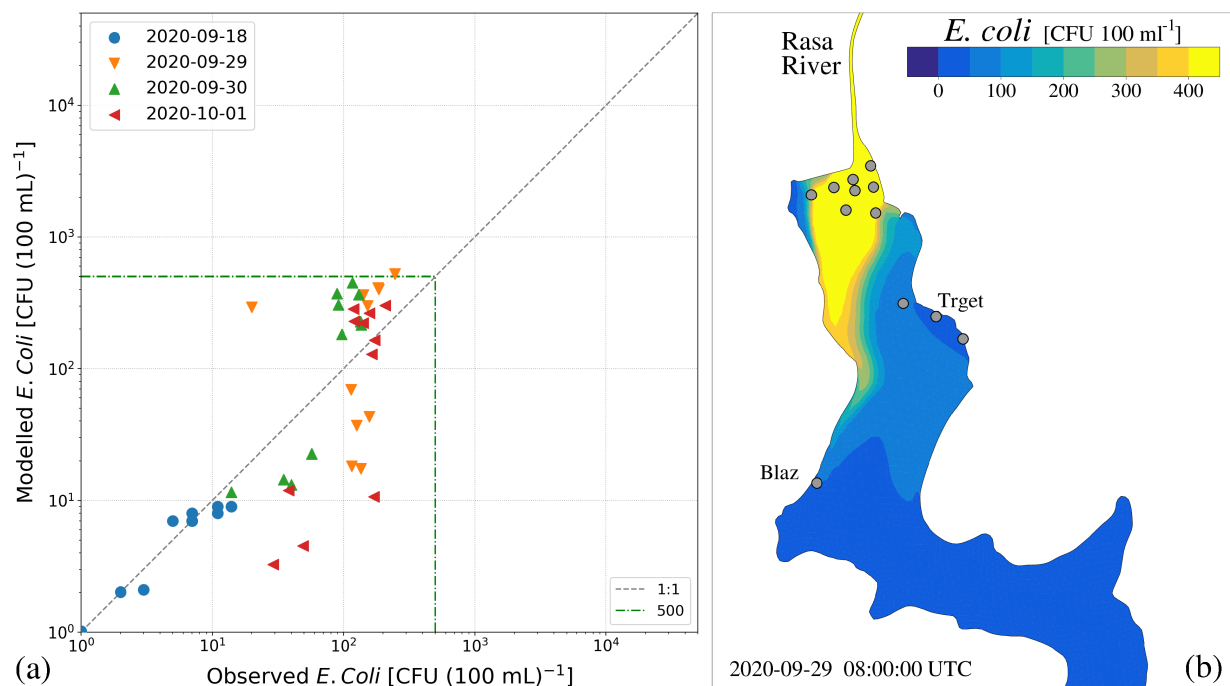 2020-09-18
2020-09-29
2020-09-30
2020-10-01
10⁴
10³
10²
10¹
10⁰
Modelled E. Coli [CFU (100 mL)⁻¹]
1:1
500
10⁰ 10¹ 10² 10³ 10⁴
Observed E. Coli [CFU (100 mL)⁻¹]
(a)
E. coli [CFU 100 ml⁻¹]
0 100 200 300 400
Rasa
River
Trget
Blaz
2020-09-29 08:00:00 UTC
(b)